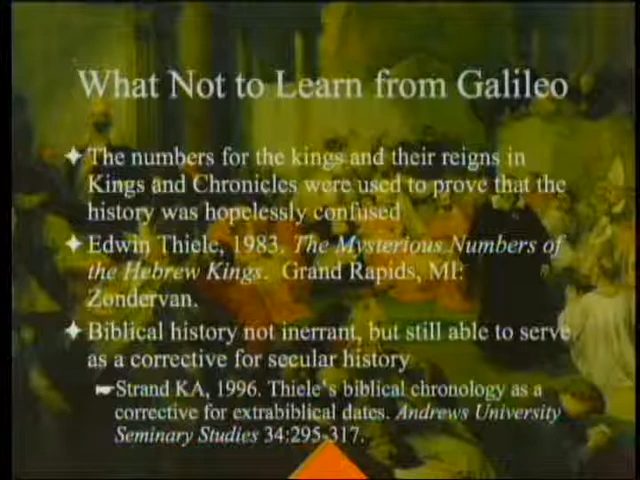 What Not to Learn from Galileo
The numbers for the kings and their reigns in
Kings and Chronicles were used to prove that the
history was hopelessly confused
Edwin Thiele, 1983. The Mysterious Numbers of
the Hebrew Kings. Grand Rapids, MI:
Zondervan.
Biblical history not inerrant, but still able to serve
as a corrective for secular history
Strand KA, 1996. Thiele's biblical chronology as a
corrective for extrabiblical dates. Andrews University
Seminary Studies 34:295-317.